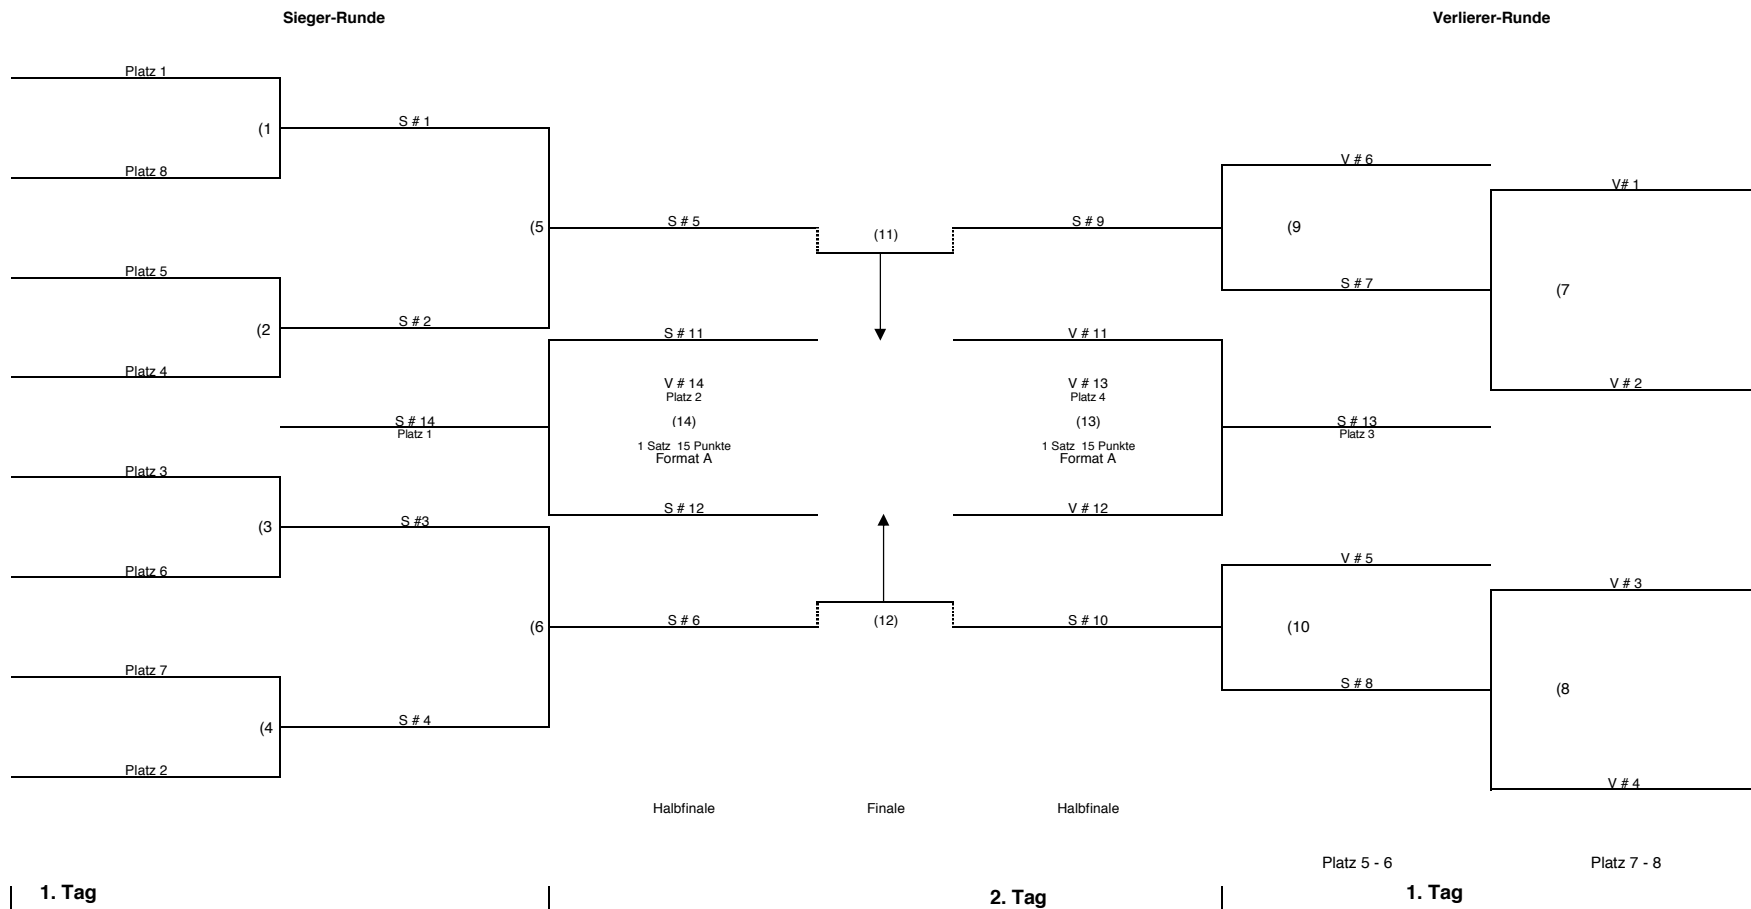 Sieger-Runde
Verlierer-Runde
Platz 1
(1
S # 1
Platz 8
V # 6
V# 1
(5
S # 5
(11)
S # 9
(9
Platz 5
S # 7
(7
(2
S # 2
S # 11
V # 11
Platz 4
V # 14
Platz 2
V # 13
Platz 4
V # 2
S # 14
Platz 1
(14)
(13)
S # 13
Platz 3
1 Satz 15 Punkte
Format A
1 Satz 15 Punkte
Format A
Platz 3
S # 12
V # 12
(3
S #3
V # 5
Platz 6
V # 3
(6
S # 6
(12)
S # 10
(10
Platz 7
S # 8
(8
(4
S # 4
Platz 2
V # 4
Halbfinale
Finale
Halbfinale
Platz 5 - 6
Platz 7 - 8
1. Tag
2. Tag
1. Tag